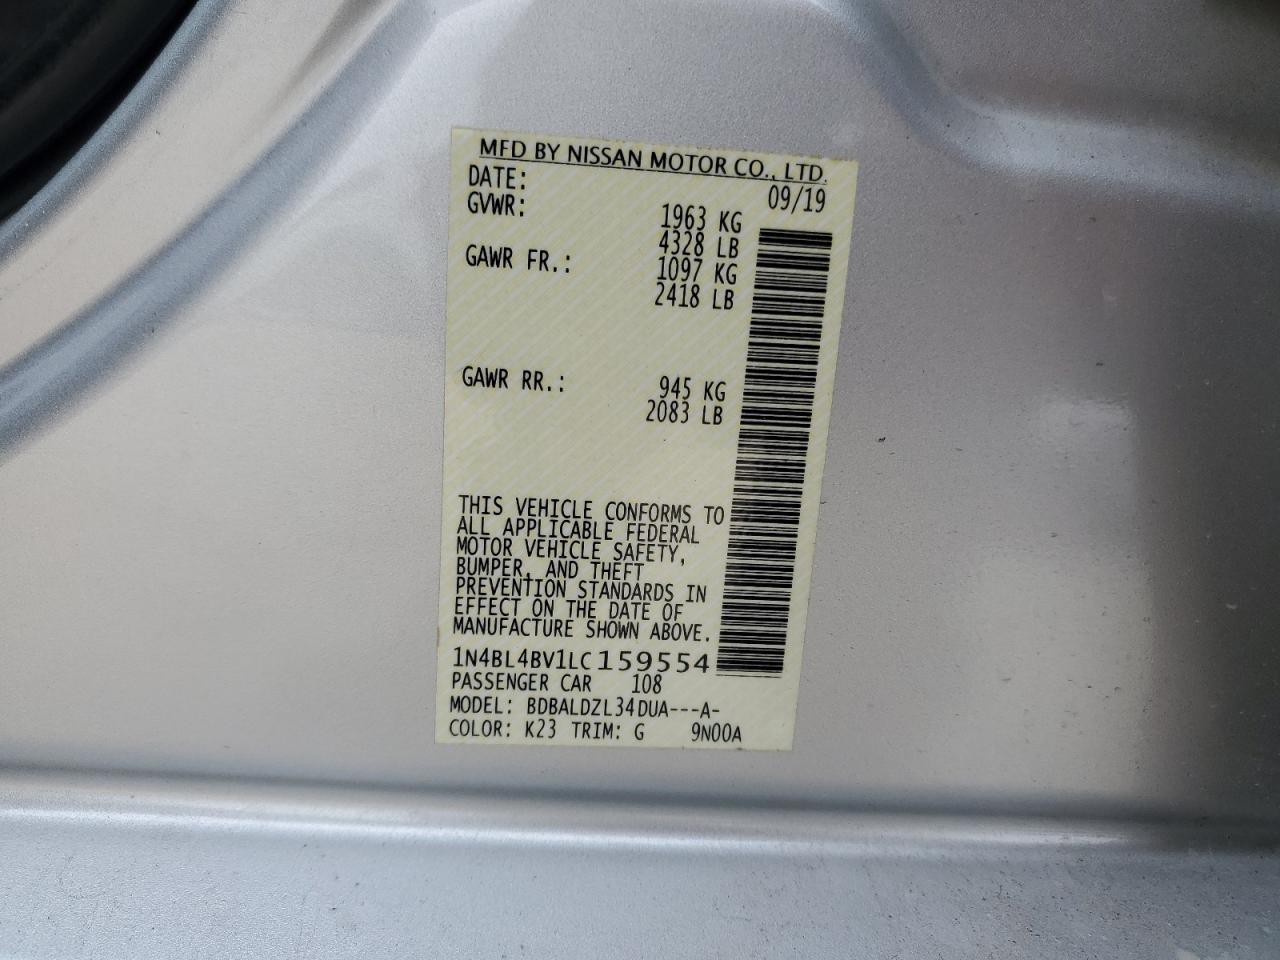 MFD BY NISSAN MOTOR CO., LTD.
DATE: 09/19
GVWR: 1963 KG
4328 LB
GAWR FR.: 1097 KG
2418 LB
GAWR RR.: 945 KG
2083 LB
THIS VEHICLE CONFORMS TO
ALL APPLICABLE FEDERAL
MOTOR VEHICLE SAFETY,
BUMPER, AND THEFT
PREVENTION STANDARDS IN
EFFECT ON THE DATE OF
MANUFACTURE SHOWN ABOVE.
1N4BL4BV1LC159554
PASSENGER CAR 108
MODEL: BDBALDZL34DUA---A-
COLOR: K23 TRIM: G 9N00A